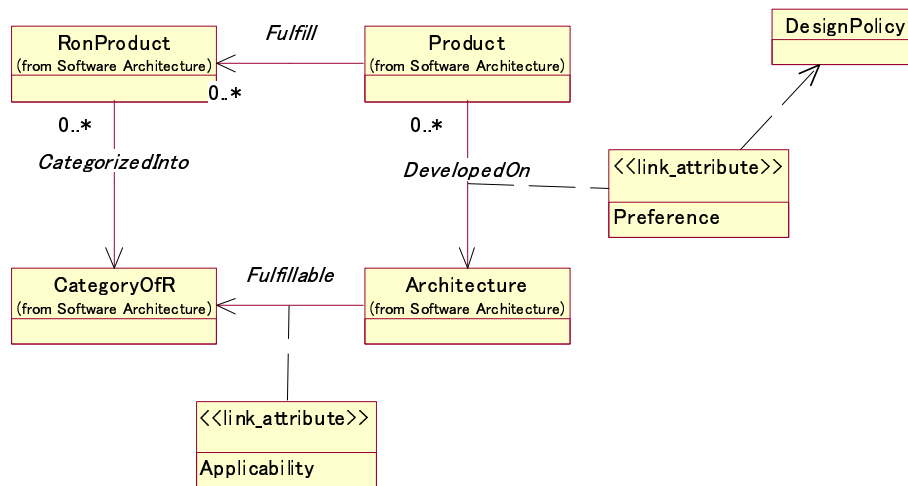 DesignPolicy
RonProduct
(from Software Architecture)
Fulfill
Product
(from Software Architecture)
0..*
0..*
0..*
CategorizedInto
DevelopedOn
<<link_attribute>>
Preference
CategoryOfR
(from Software Architecture)
Fulfillable
Architecture
(from Software Architecture)
<<link_attribute>>
Applicability